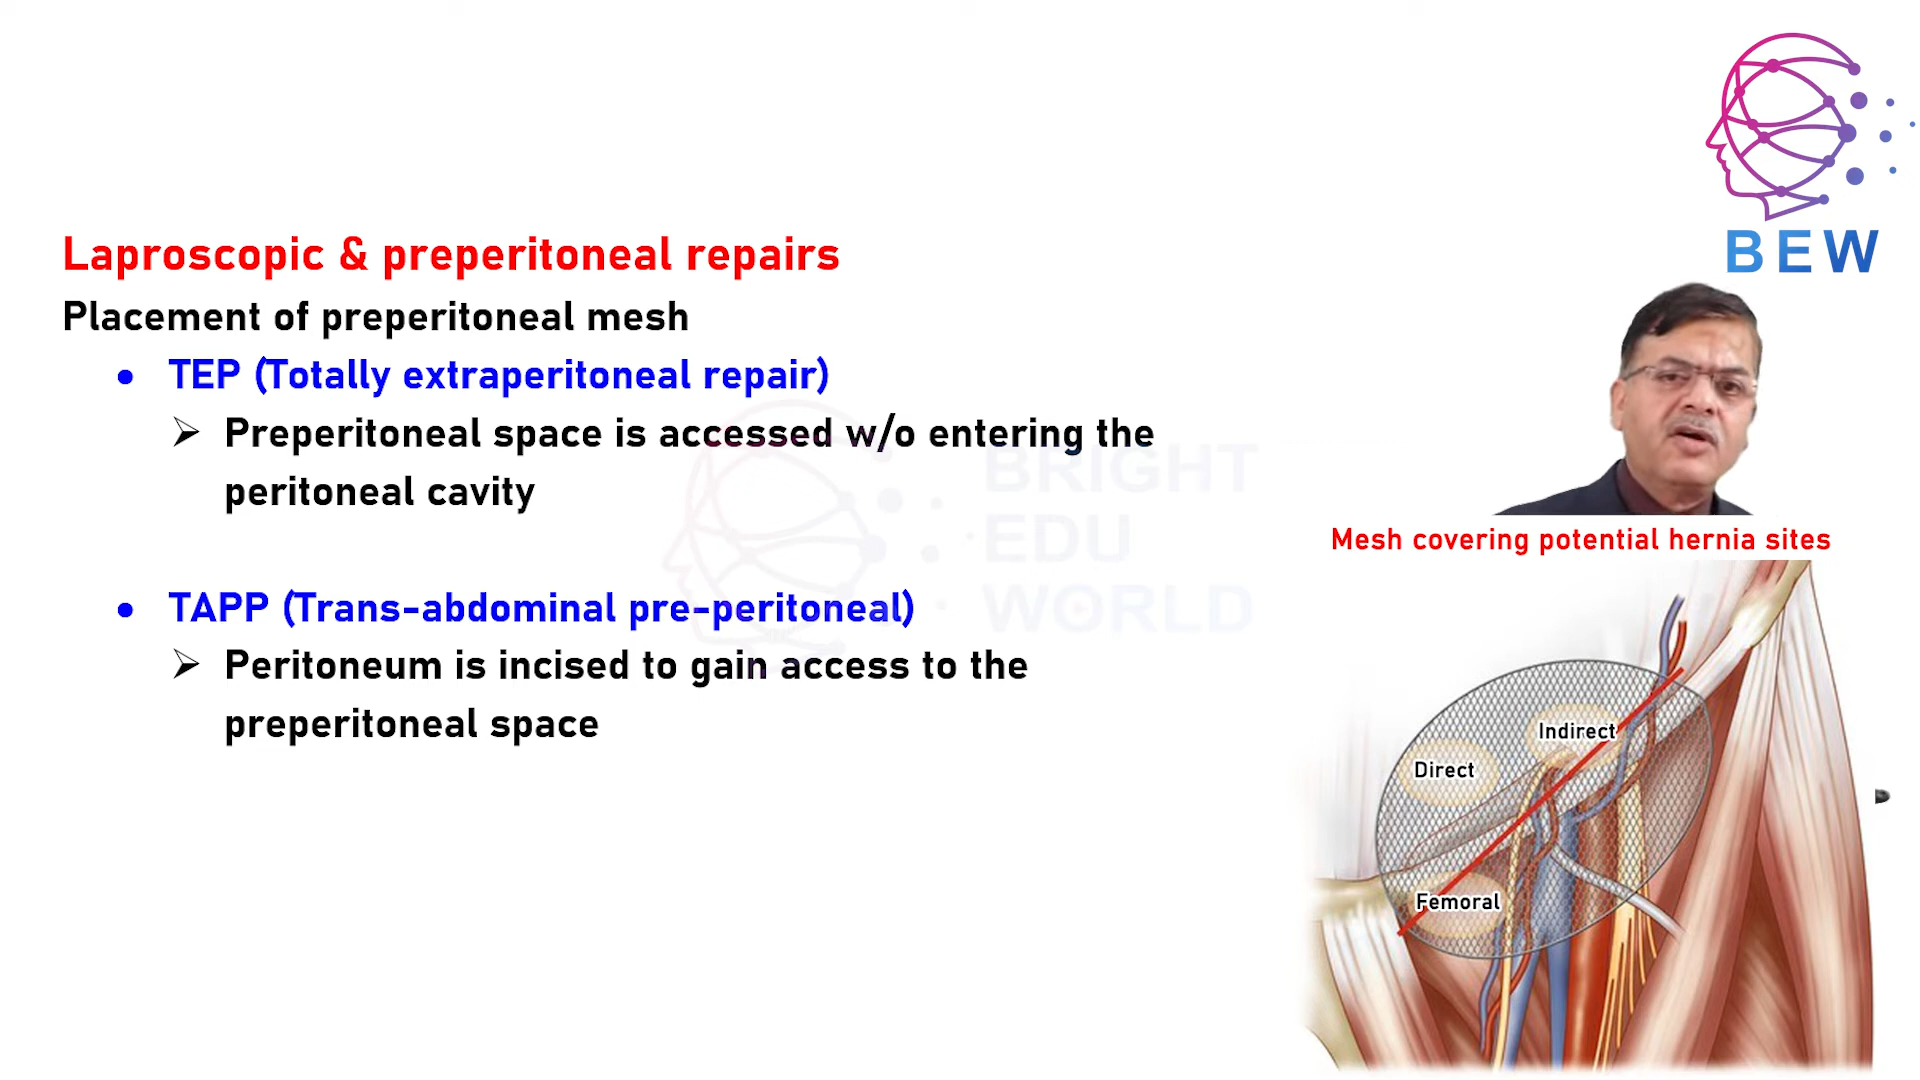 BEW
Laproscopic & preperitoneal repairs
Placement of preperitoneal mesh
• TEP (Totally extraperitoneal repair)
➢ Preperitoneal space is accessed w/o entering the
peritoneal cavity
• TAPP (Trans-abdominal pre-peritoneal)
➢ Peritoneum is incised to gain access to the
preperitoneal space
BRIGHT
EDU
WORLD
Mesh covering potential hernia sites
Indirect
Direct
Femoral